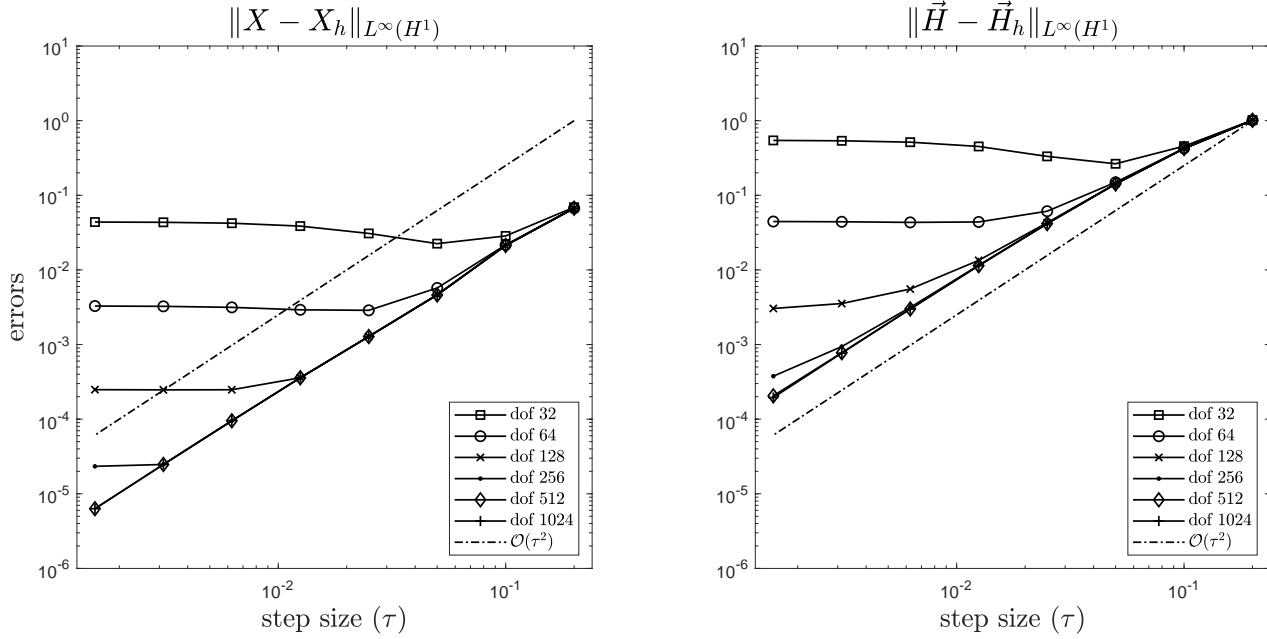 ‖X − X_h‖_{L^∞(H^1)}
10^1
10^0
10^{-1}
10^{-2}
10^{-3}
10^{-4}
10^{-5}
10^{-6}
errors
10^{-2}
10^{-1}
step size (τ)
dof 32
dof 64
dof 128
dof 256
dof 512
dof 1024
𝒪(τ^2)
‖H⃗ − H⃗_h‖_{L^∞(H^1)}
10^1
10^0
10^{-1}
10^{-2}
10^{-3}
10^{-4}
10^{-5}
10^{-6}
10^{-2}
10^{-1}
step size (τ)
dof 32
dof 64
dof 128
dof 256
dof 512
dof 1024
𝒪(τ^2)